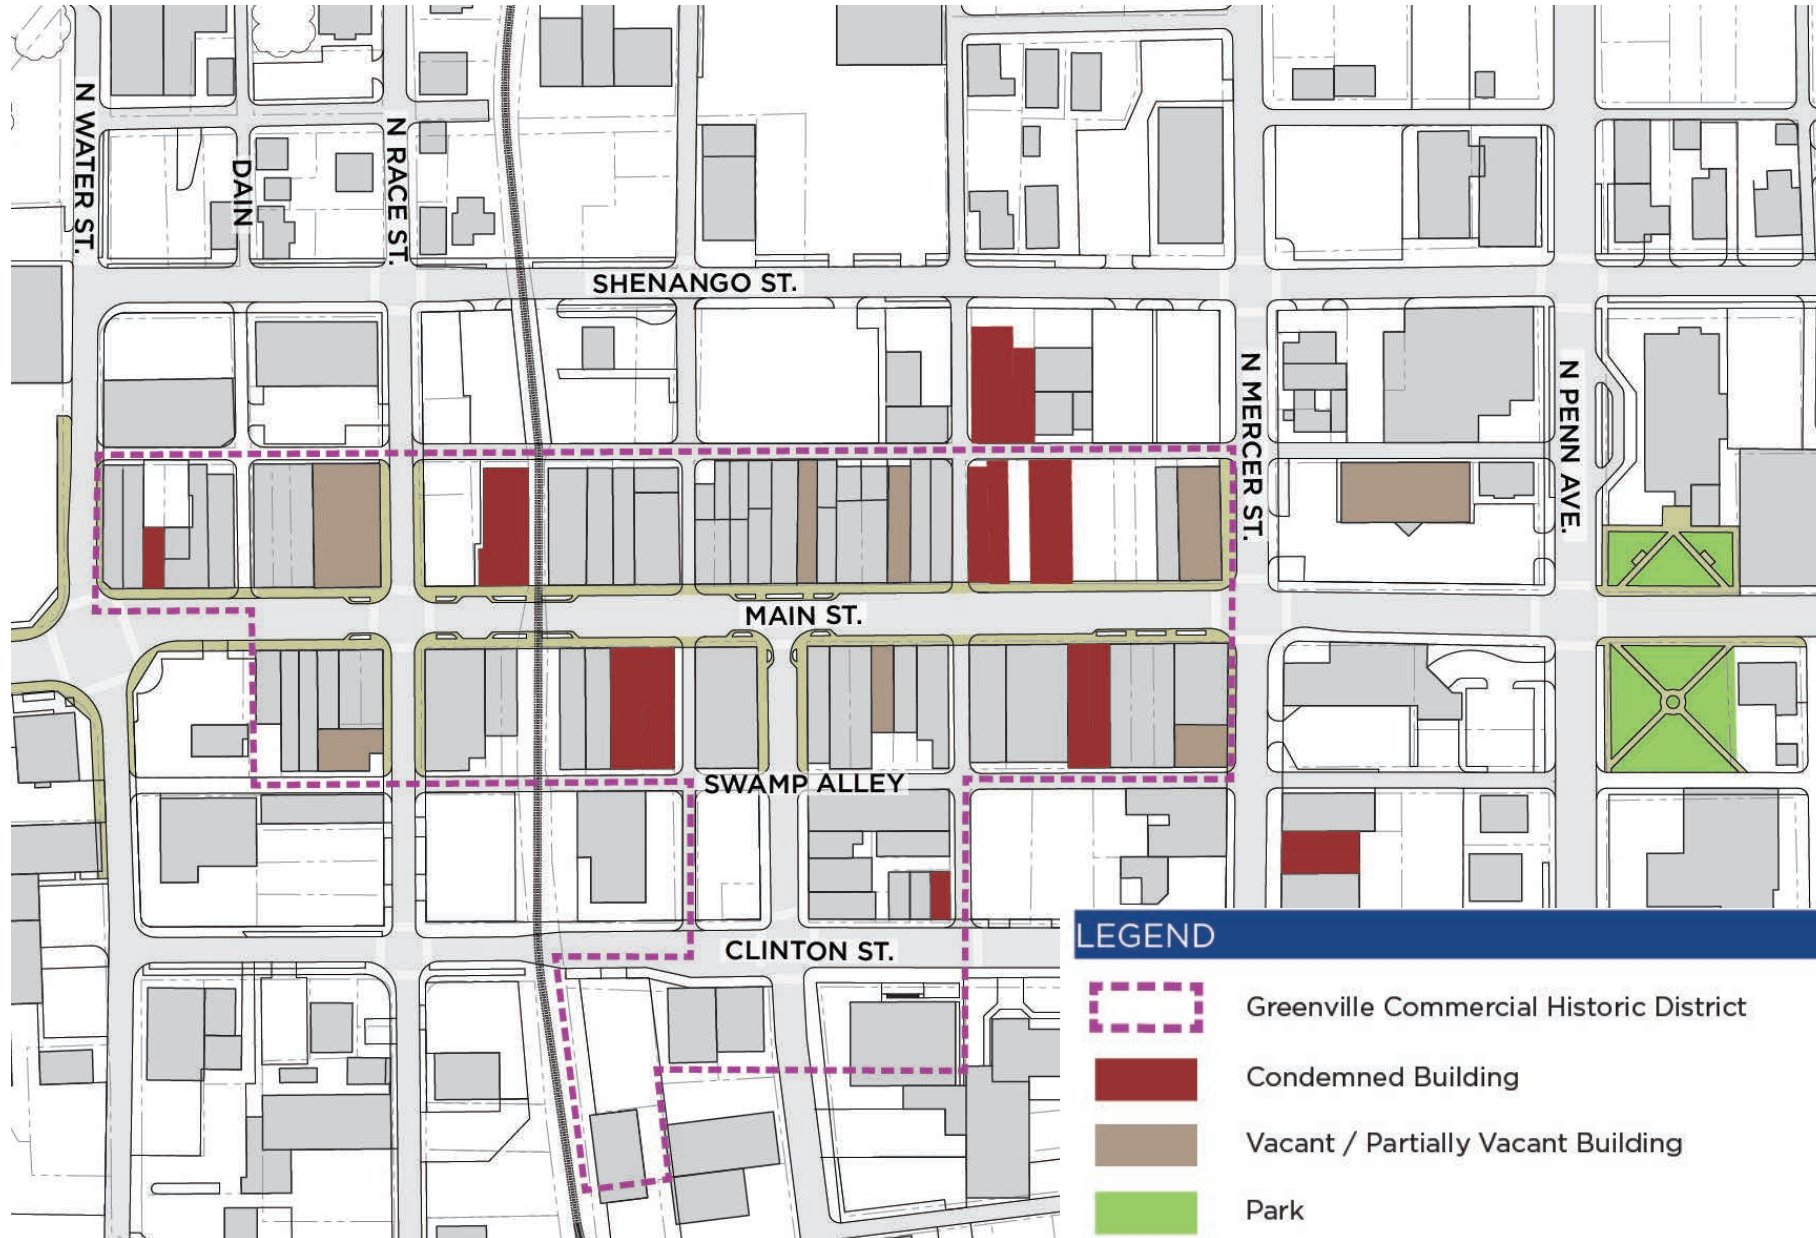 N WATER ST.
DAIN
N RACE ST.
SHENANGO ST.
N MERCER ST.
N PENN AVE.
MAIN ST.
SWAMP ALLEY
CLINTON ST.
LEGEND
Greenville Commercial Historic District
Condemned Building
Vacant / Partially Vacant Building
Park